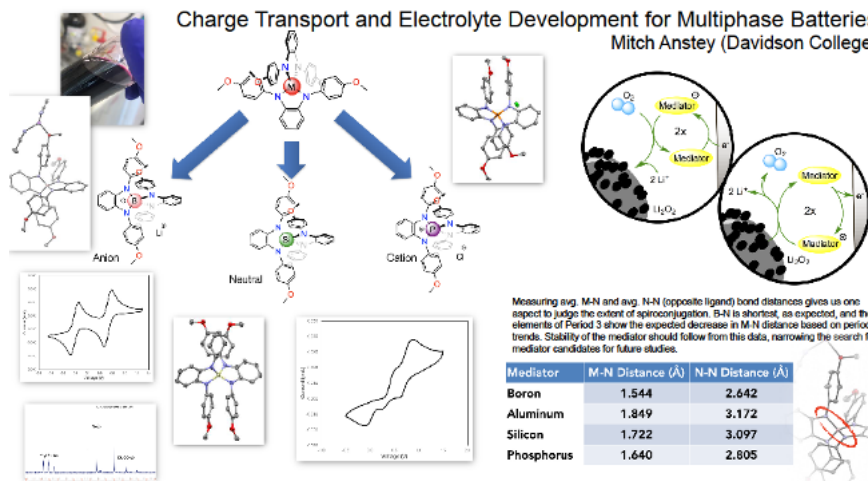 Charge Transport and Electrolyte Development for Multiphase Batteries
Mitch Anstey (Davidson College
M
Anion
Li
B
Neutral
Si
Cation
P
Cl
O₂
Mediator
2x
Mediator
e⁻
2 Li⁺
Li₂O₂
O₂
Mediator
2 Li⁺
2x
e⁻
Mediator
Li₂O₂
Measuring avg. M-N and avg. N-N (opposite ligand) bond distances gives us one
aspect to judge the extent of spiroconjugation. B-N is shortest, as expected, and the
elements of Period 3 show the expected decrease in M-N distance based on period
trends. Stability of the mediator should follow from this data, narrowing the search f
mediator candidates for future studies.
Mediator M-N Distance (Å) N-N Distance (Å)
Boron 1.544 2.642
Aluminum 1.849 3.172
Silicon 1.722 3.097
Phosphorus 1.640 2.805